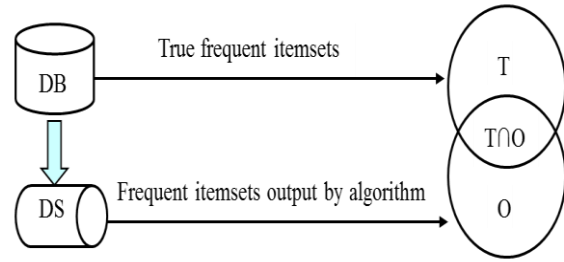 True frequent itemsets
DB
T
T∩O
DS
Frequent itemsets output by algorithm
O